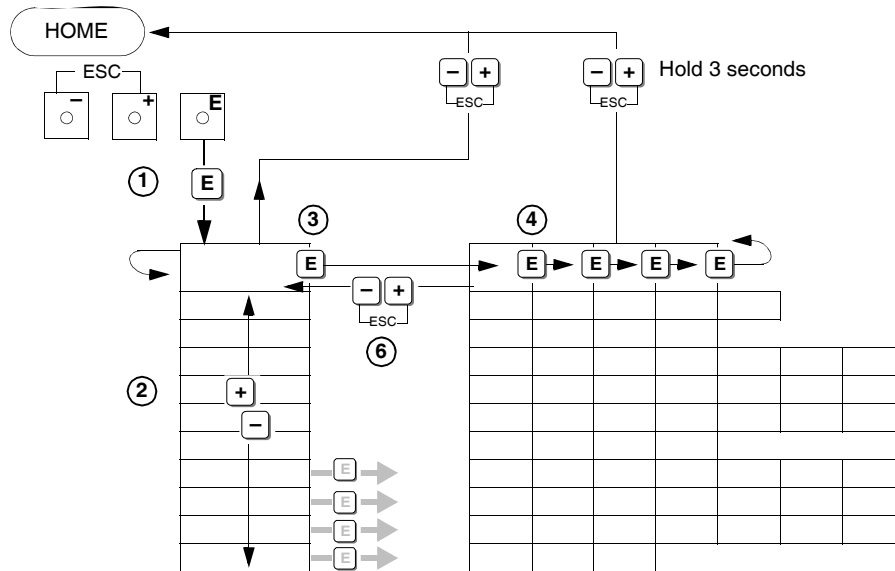 HOME
ESC
− + E
− + − + Hold 3 seconds
ESC ESC
1 E
3 4
E E E E E
− +
ESC
6
2 +
−
E
E
E
E